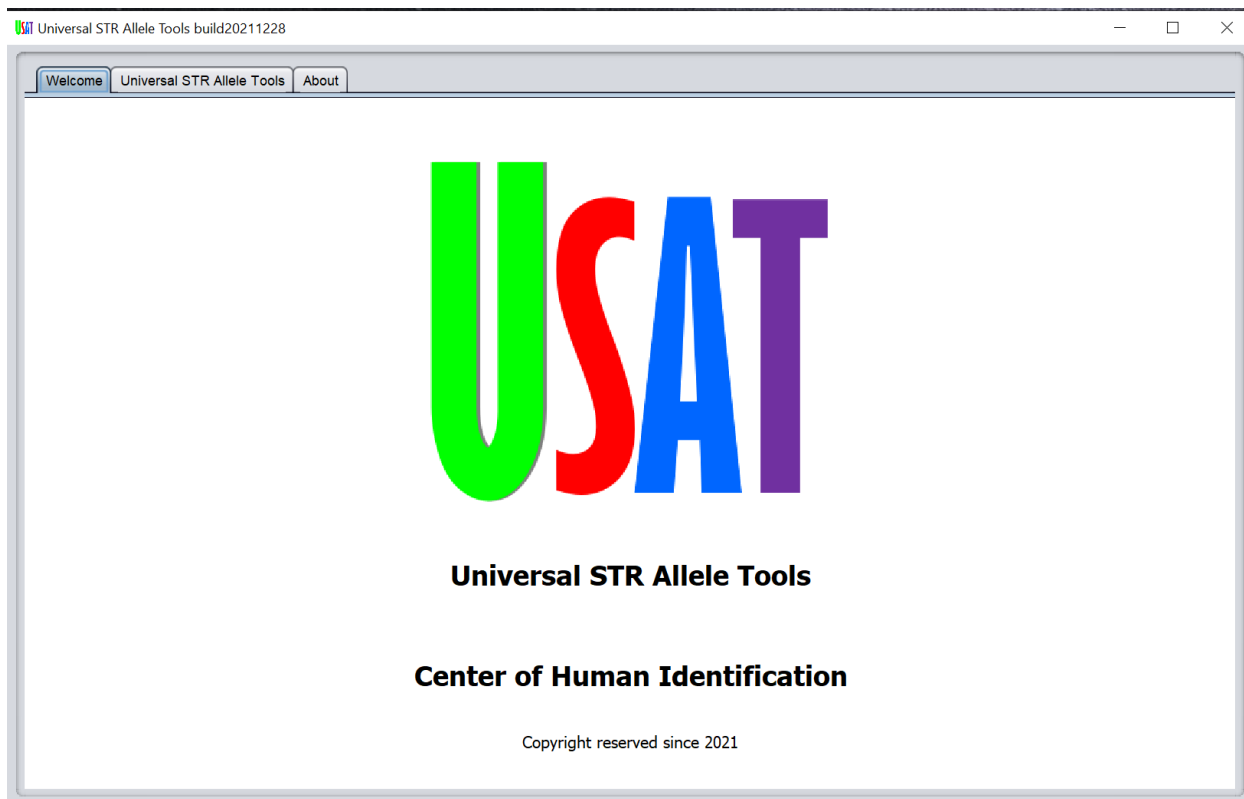 USAT Universal STR Allele Tools build20211228
Welcome Universal STR Allele Tools About
USAT
Universal STR Allele Tools
Center of Human Identification
Copyright reserved since 2021